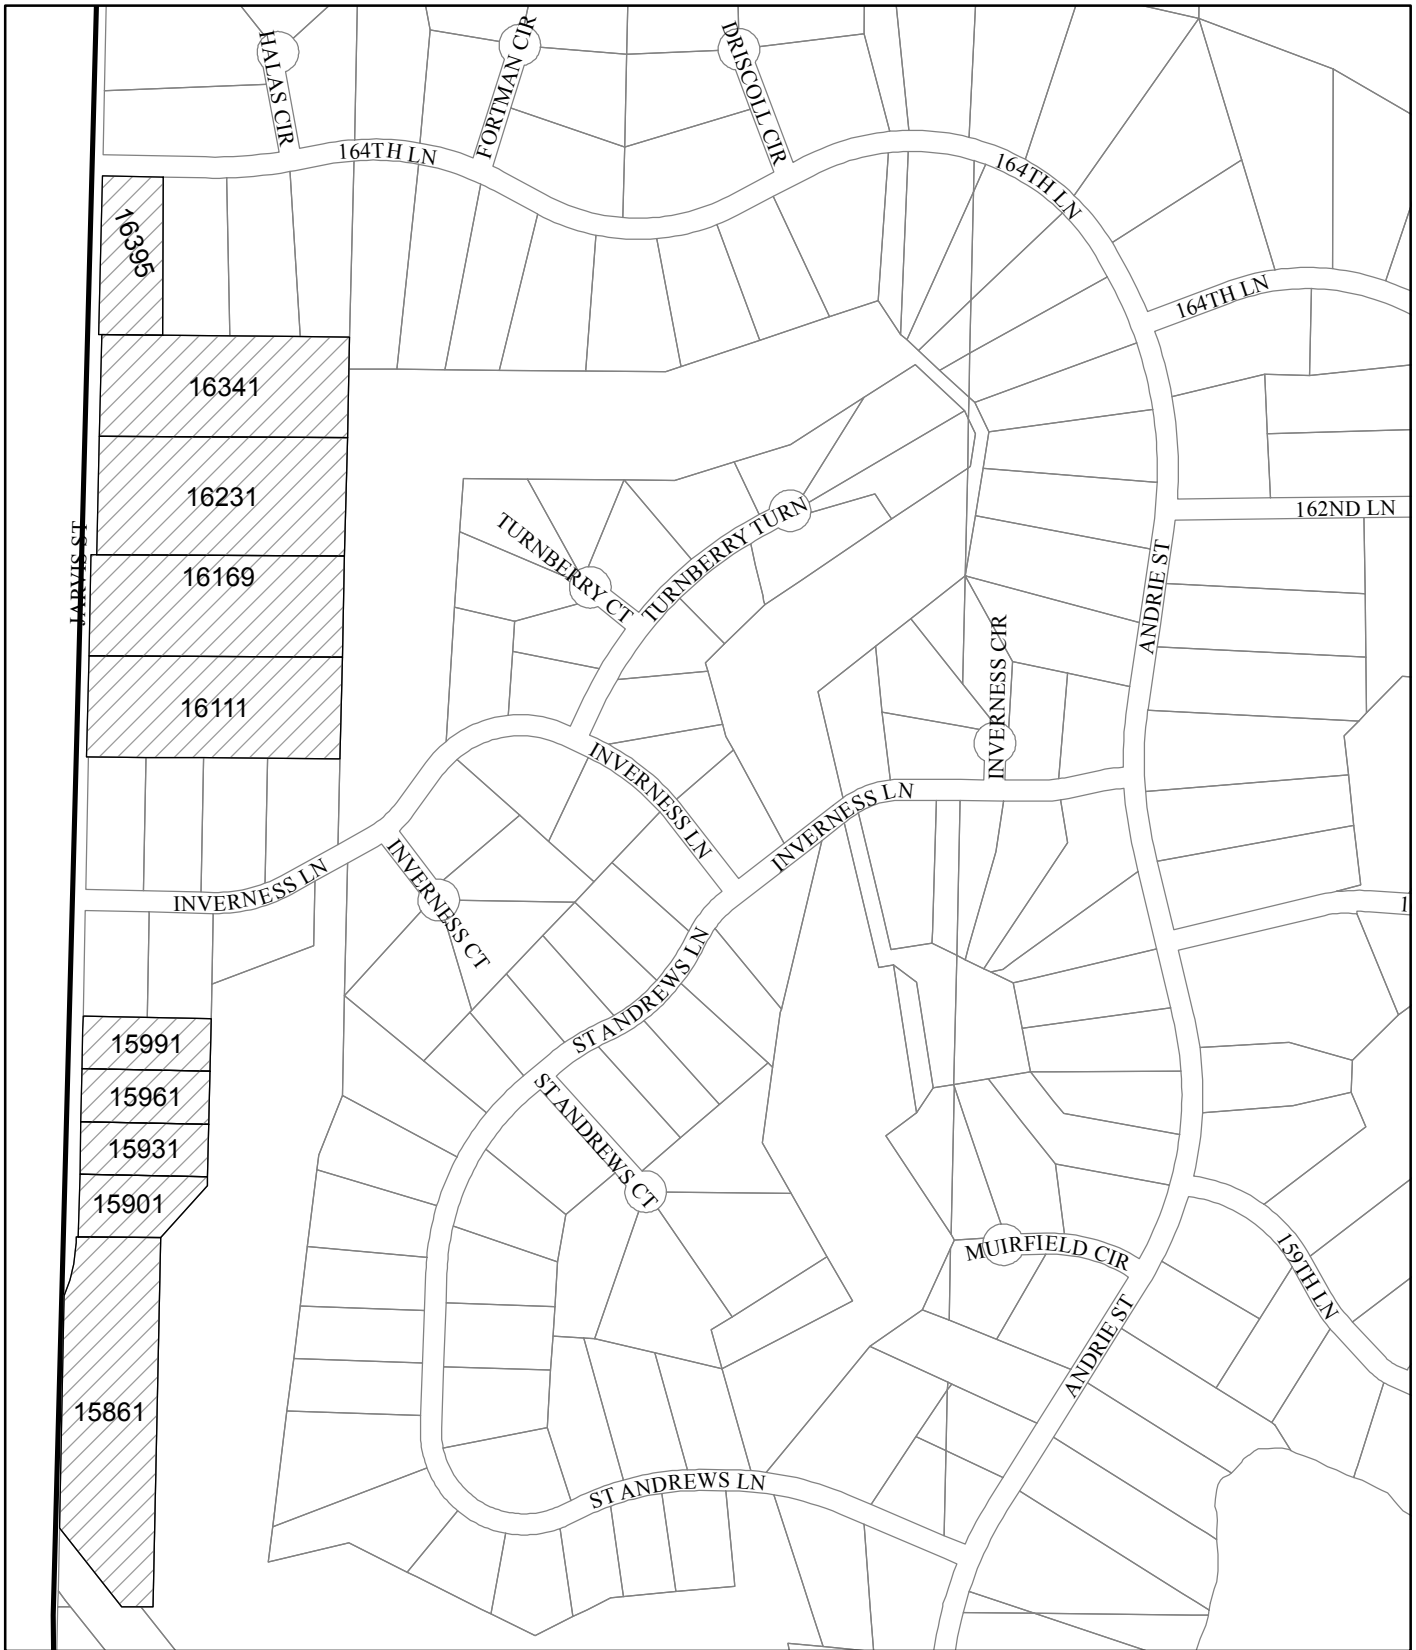 HALAS CIR
FORTMAN CIR
DRISCOLL CIR
164TH LN
164TH LN
16395
164TH LN
16341
16231
162ND LN
TURNBERRY CT
TURNBERRY TURN
JARVIS ST
16169
ANDRIE ST
INVERNESS CIR
16111
INVERNESS LN
INVERNESS LN
INVERNESS LN
INVERNESS CT
1
ST ANDREWS LN
15991
15961
ST ANDREWS CT
15931
15901
MUIRFIELD CIR
159TH LN
ANDRIE ST
15861
ST ANDREWS LN